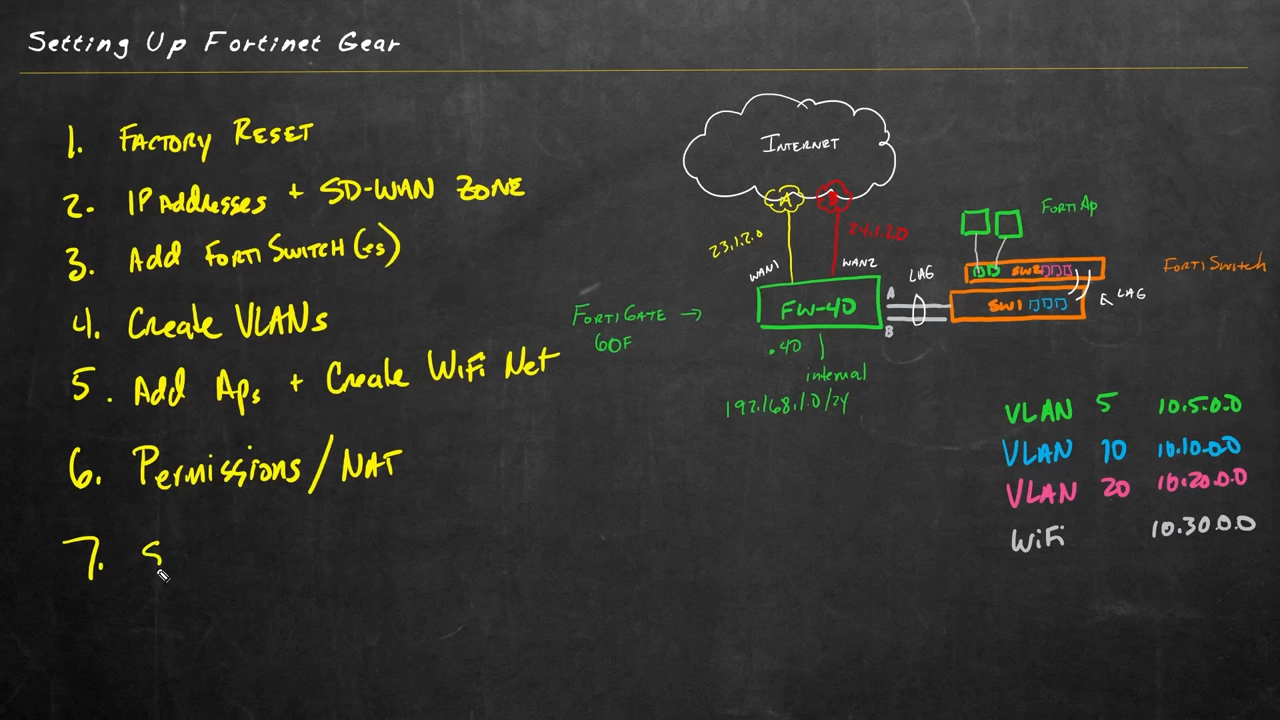 Setting Up Fortinet Gear
1. FACTORY RESET
2. IP Addresses + SD-WAN ZONE
3. Add FORTISWITCH(es)
4. Create VLANs
5. Add Aps + Create WiFi Net
6. Permissions/NAT
7. S
INTERNET
A
B
23.1.2.0
24.1.20
WAN1
WAN2
FORTIGATE →
60F
FW-40
.40
internal
192.168.1.0/24
A
B
LAG
FORTIAP
SW2
SW1
LAG
FORTISWITCH
VLAN 5 10.5.0.0
VLAN 10 10.10.0.0
VLAN 20 10.20.0.0
WiFi 10.30.0.0